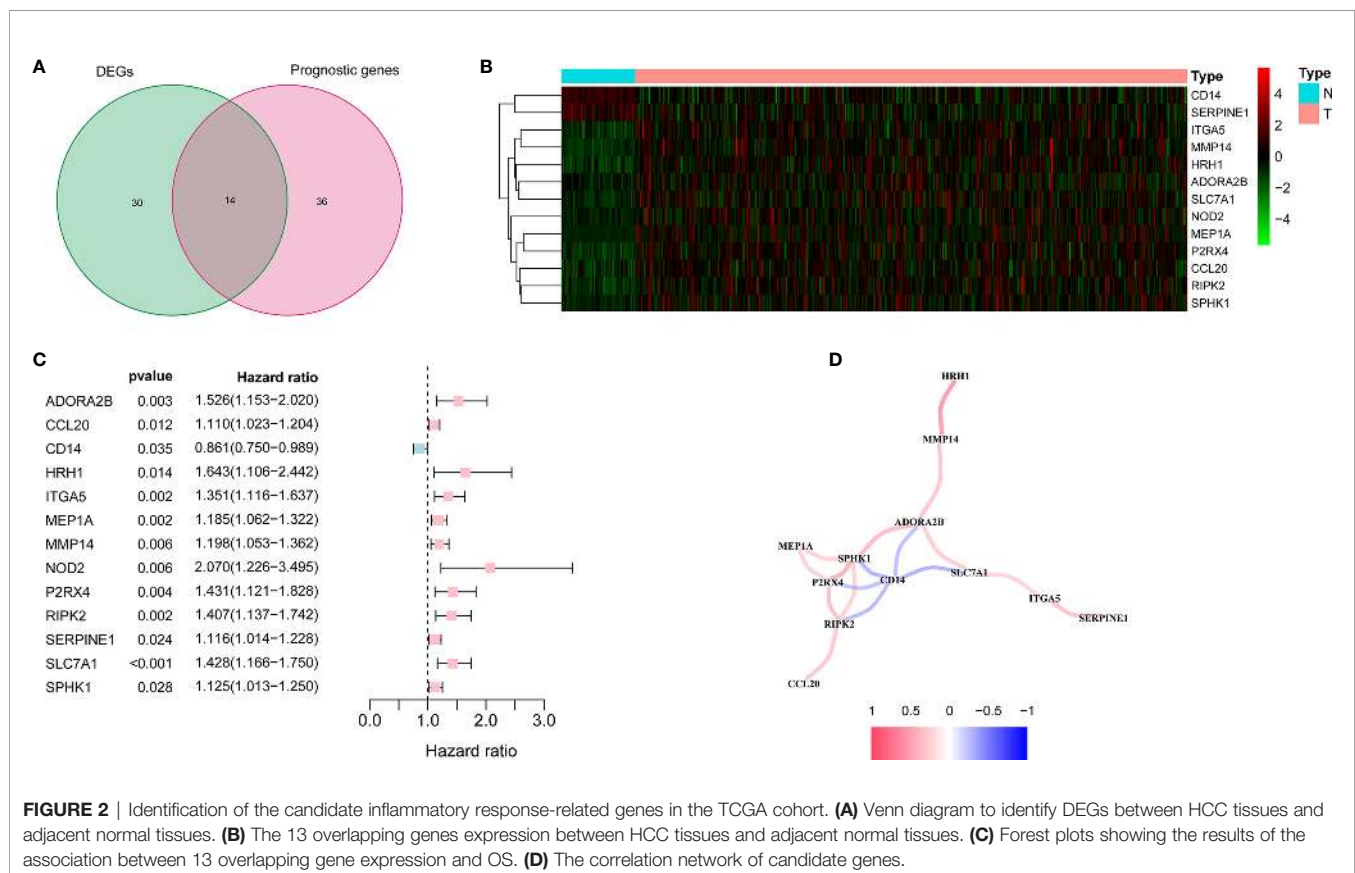 A
DEGs
Prognostic genes
30
14
36
B
Type
CD14
SERPINE1
ITGA5
MMP14
HRH1
ADORA2B
SLC7A1
NOD2
MEP1A
P2RX4
CCL20
RIPK2
SPHK1
4
2
0
−2
−4
Type
N
T
C
pvalue Hazard ratio
ADORA2B 0.003 1.526(1.153−2.020)
CCL20 0.012 1.110(1.023−1.204)
CD14 0.035 0.861(0.750−0.989)
HRH1 0.014 1.643(1.106−2.442)
ITGA5 0.002 1.351(1.116−1.637)
MEP1A 0.002 1.185(1.062−1.322)
MMP14 0.006 1.198(1.053−1.362)
NOD2 0.006 2.070(1.226−3.495)
P2RX4 0.004 1.431(1.121−1.828)
RIPK2 0.002 1.407(1.137−1.742)
SERPINE1 0.024 1.116(1.014−1.228)
SLC7A1 <0.001 1.428(1.166−1.750)
SPHK1 0.028 1.125(1.013−1.250)
0.0 1.0 2.0 3.0
Hazard ratio
D
HRH1
MMP14
ADORA2B
MEP1A
SPHK1
P2RX4
CD14
SLC7A1
ITGA5
SERPINE1
RIPK2
CCL20
1 0.5 0 −0.5 −1
FIGURE 2 | Identification of the candidate inflammatory response-related genes in the TCGA cohort. (A) Venn diagram to identify DEGs between HCC tissues and
adjacent normal tissues. (B) The 13 overlapping genes expression between HCC tissues and adjacent normal tissues. (C) Forest plots showing the results of the
association between 13 overlapping gene expression and OS. (D) The correlation network of candidate genes.